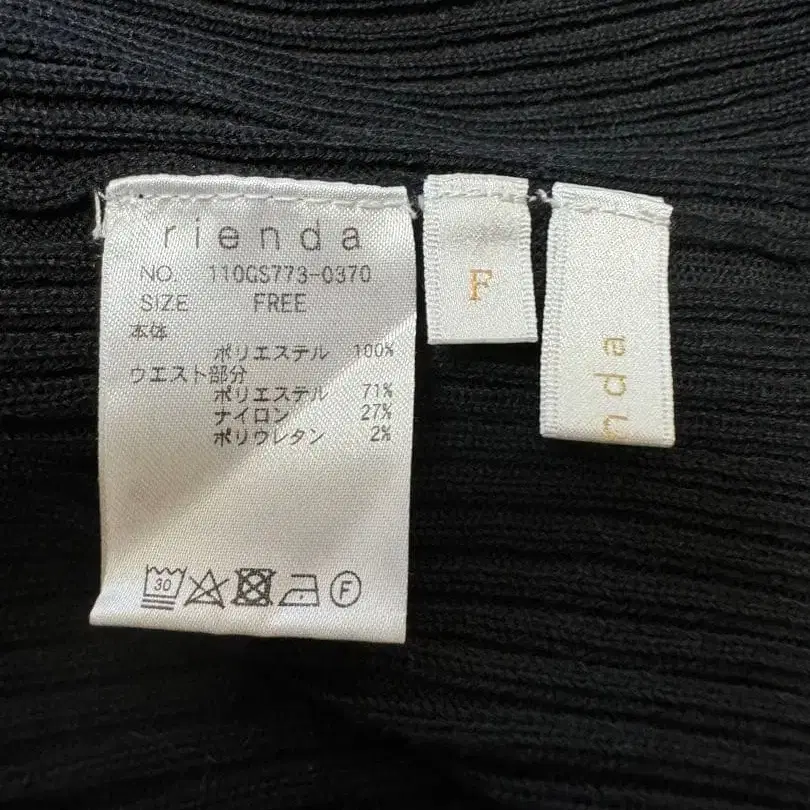 rienda
NO. 110GS773-0370
SIZE FREE
本体
ポリエステル 100%
ウエスト部分
ポリエステル 71%
ナイロン 27%
ポリウレタン 2%
30
F
F
nda